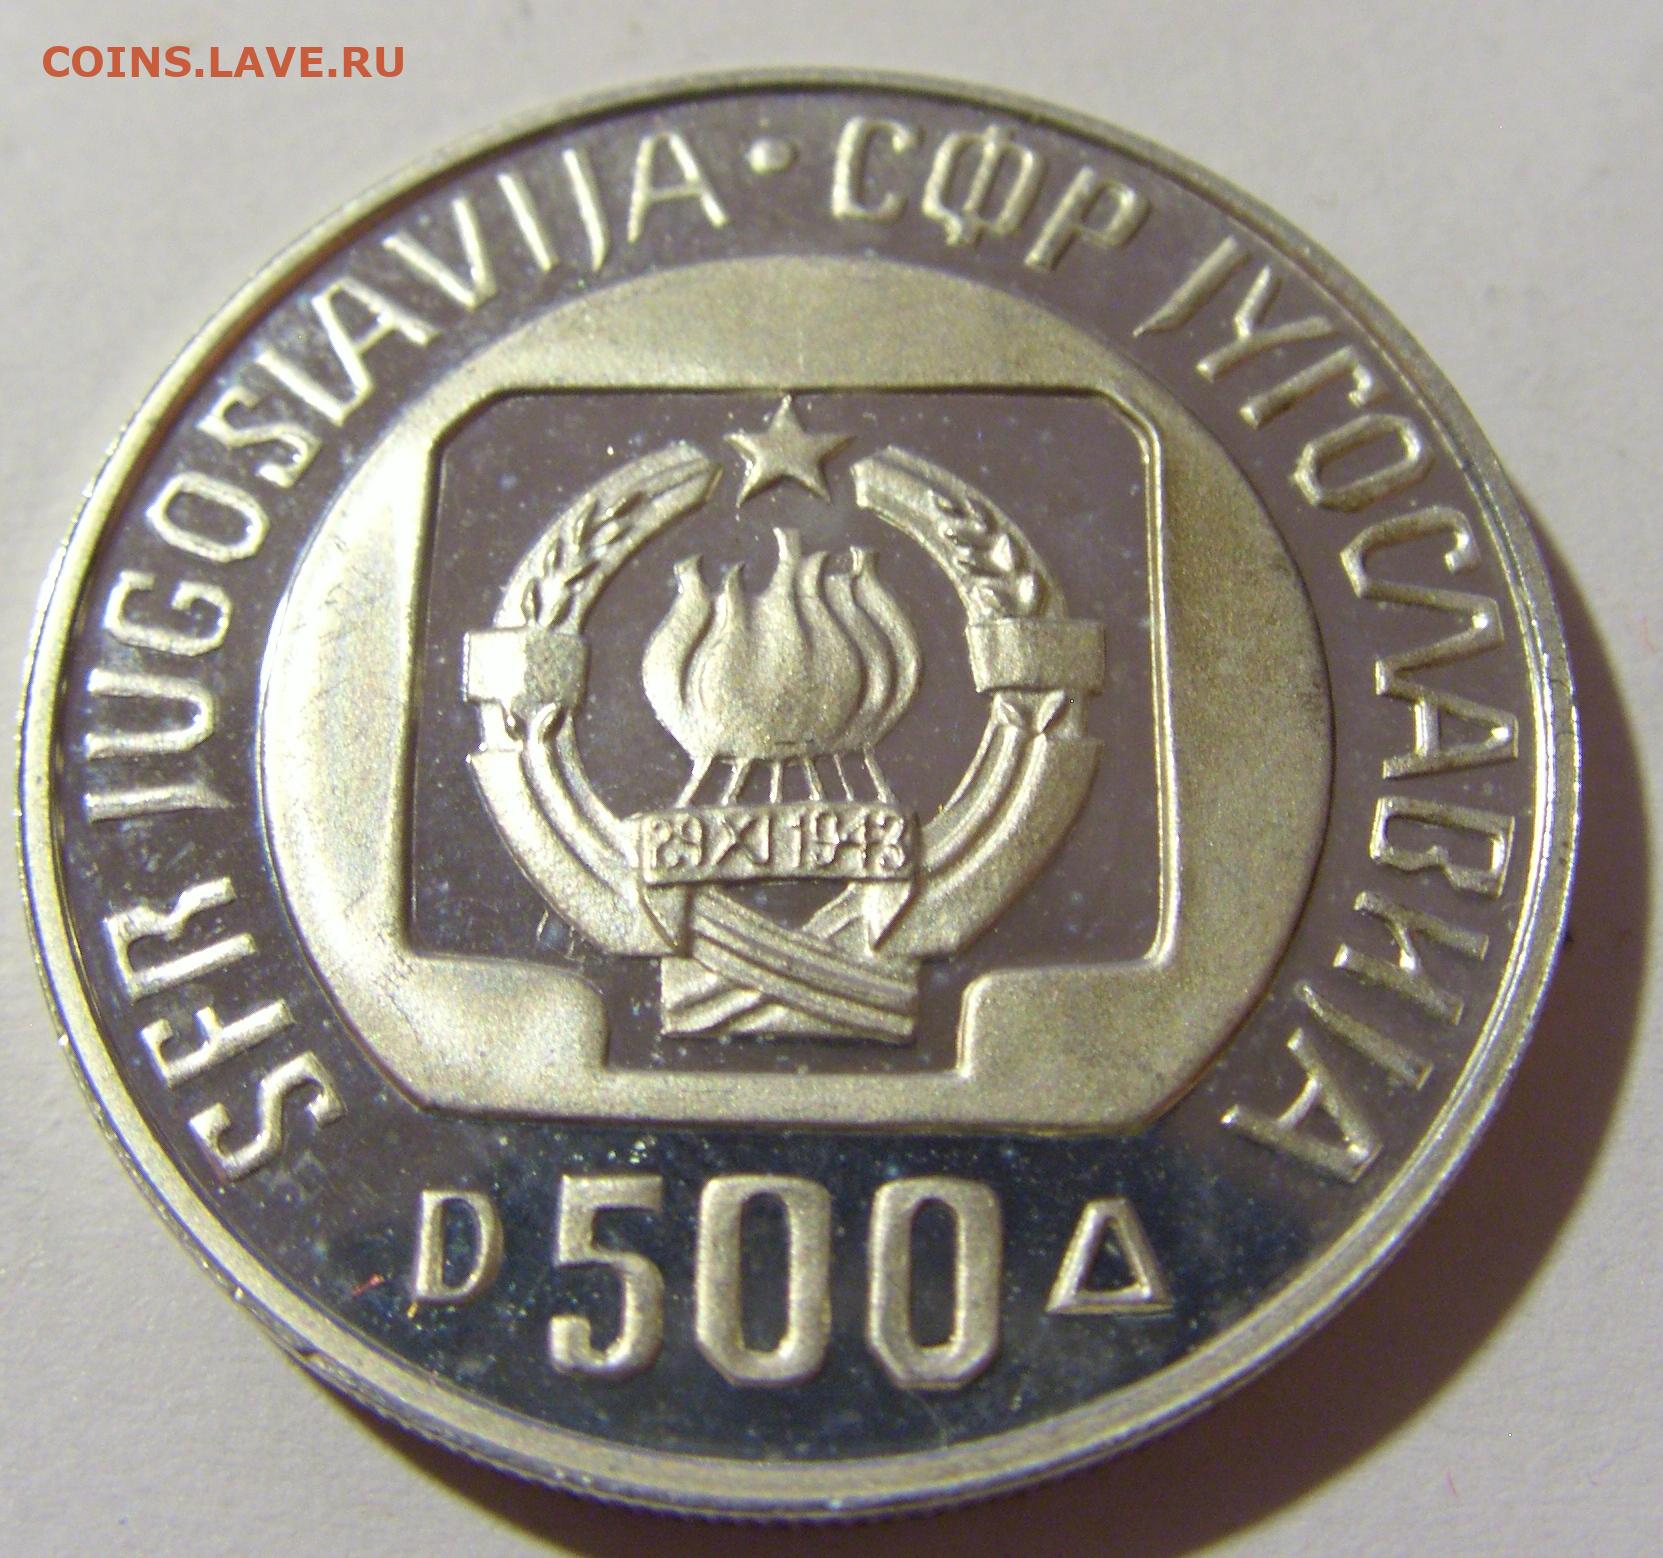 COINS.LAVE.RU
SFR JUGOSLAVIJA · СФР ЈУГОСЛАВИЈА
29 XI 1943
D 500 Д